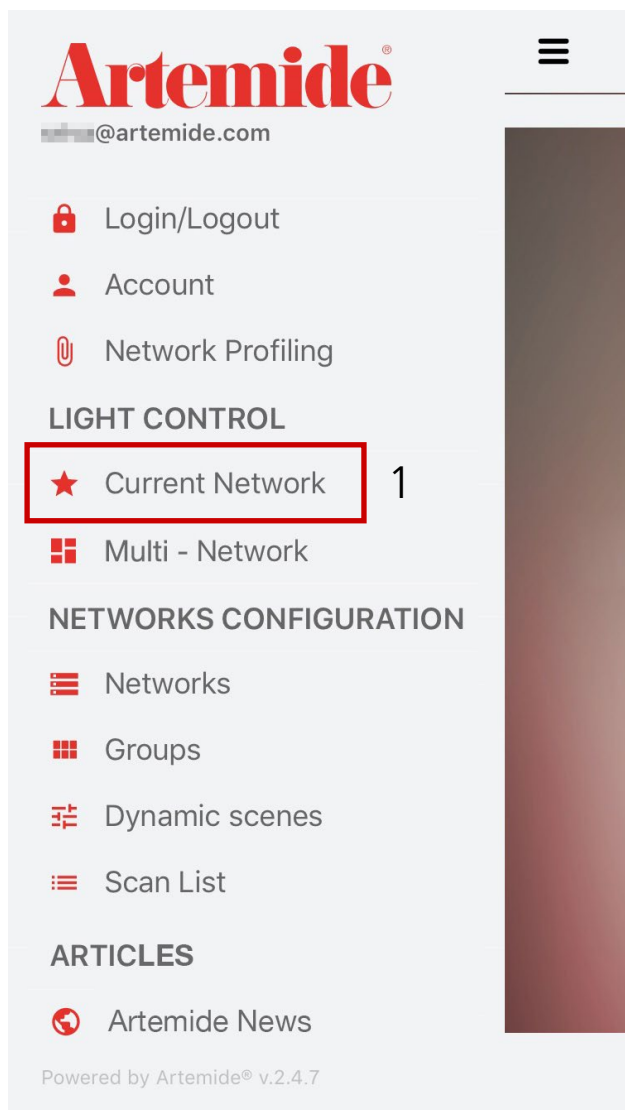 Artemide®
@artemide.com
Login/Logout
Account
Network Profiling
LIGHT CONTROL
Current Network 1
Multi - Network
NETWORKS CONFIGURATION
Networks
Groups
Dynamic scenes
Scan List
ARTICLES
Artemide News
Powered by Artemide® v.2.4.7